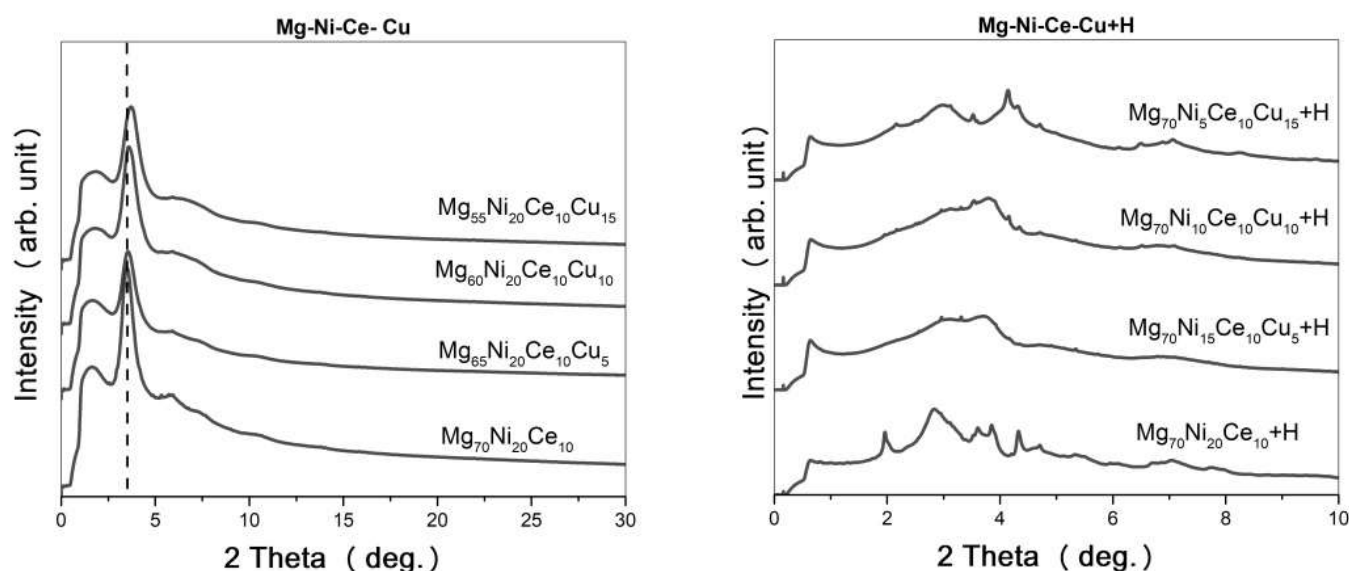 Mg-Ni-Ce- Cu
Intensity (arb. unit)
Mg₅₅Ni₂₀Ce₁₀Cu₁₅
Mg₆₀Ni₂₀Ce₁₀Cu₁₀
Mg₆₅Ni₂₀Ce₁₀Cu₅
Mg₇₀Ni₂₀Ce₁₀
0 5 10 15 20 25 30
2 Theta (deg.)
Mg-Ni-Ce-Cu+H
Intensity (arb. unit)
Mg₇₀Ni₅Ce₁₀Cu₁₅+H
Mg₇₀Ni₁₀Ce₁₀Cu₁₀+H
Mg₇₀Ni₁₅Ce₁₀Cu₅+H
Mg₇₀Ni₂₀Ce₁₀+H
0 2 4 6 8 10
2 Theta (deg.)